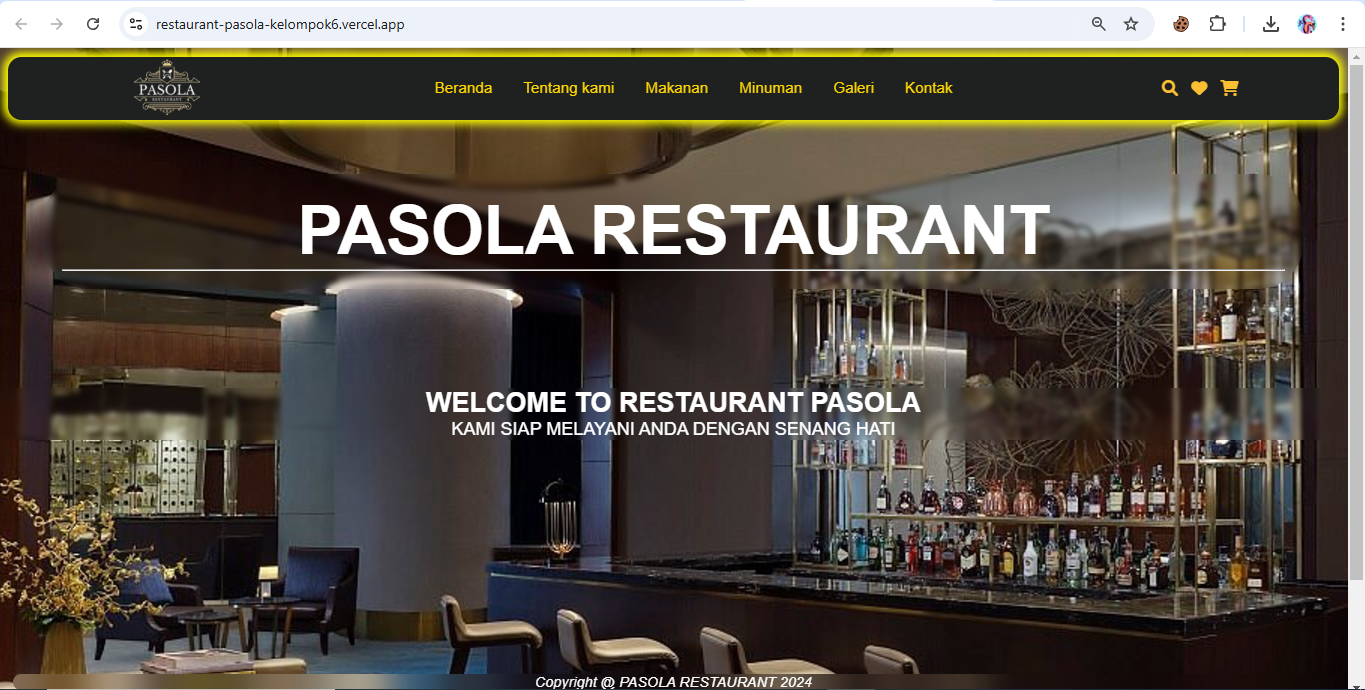 restaurant-pasola-kelompok6.vercel.app
PASOLA
RESTAURANT
Beranda Tentang kami Makanan Minuman Galeri Kontak
PASOLA RESTAURANT
WELCOME TO RESTAURANT PASOLA
KAMI SIAP MELAYANI ANDA DENGAN SENANG HATI
Copyright @ PASOLA RESTAURANT 2024